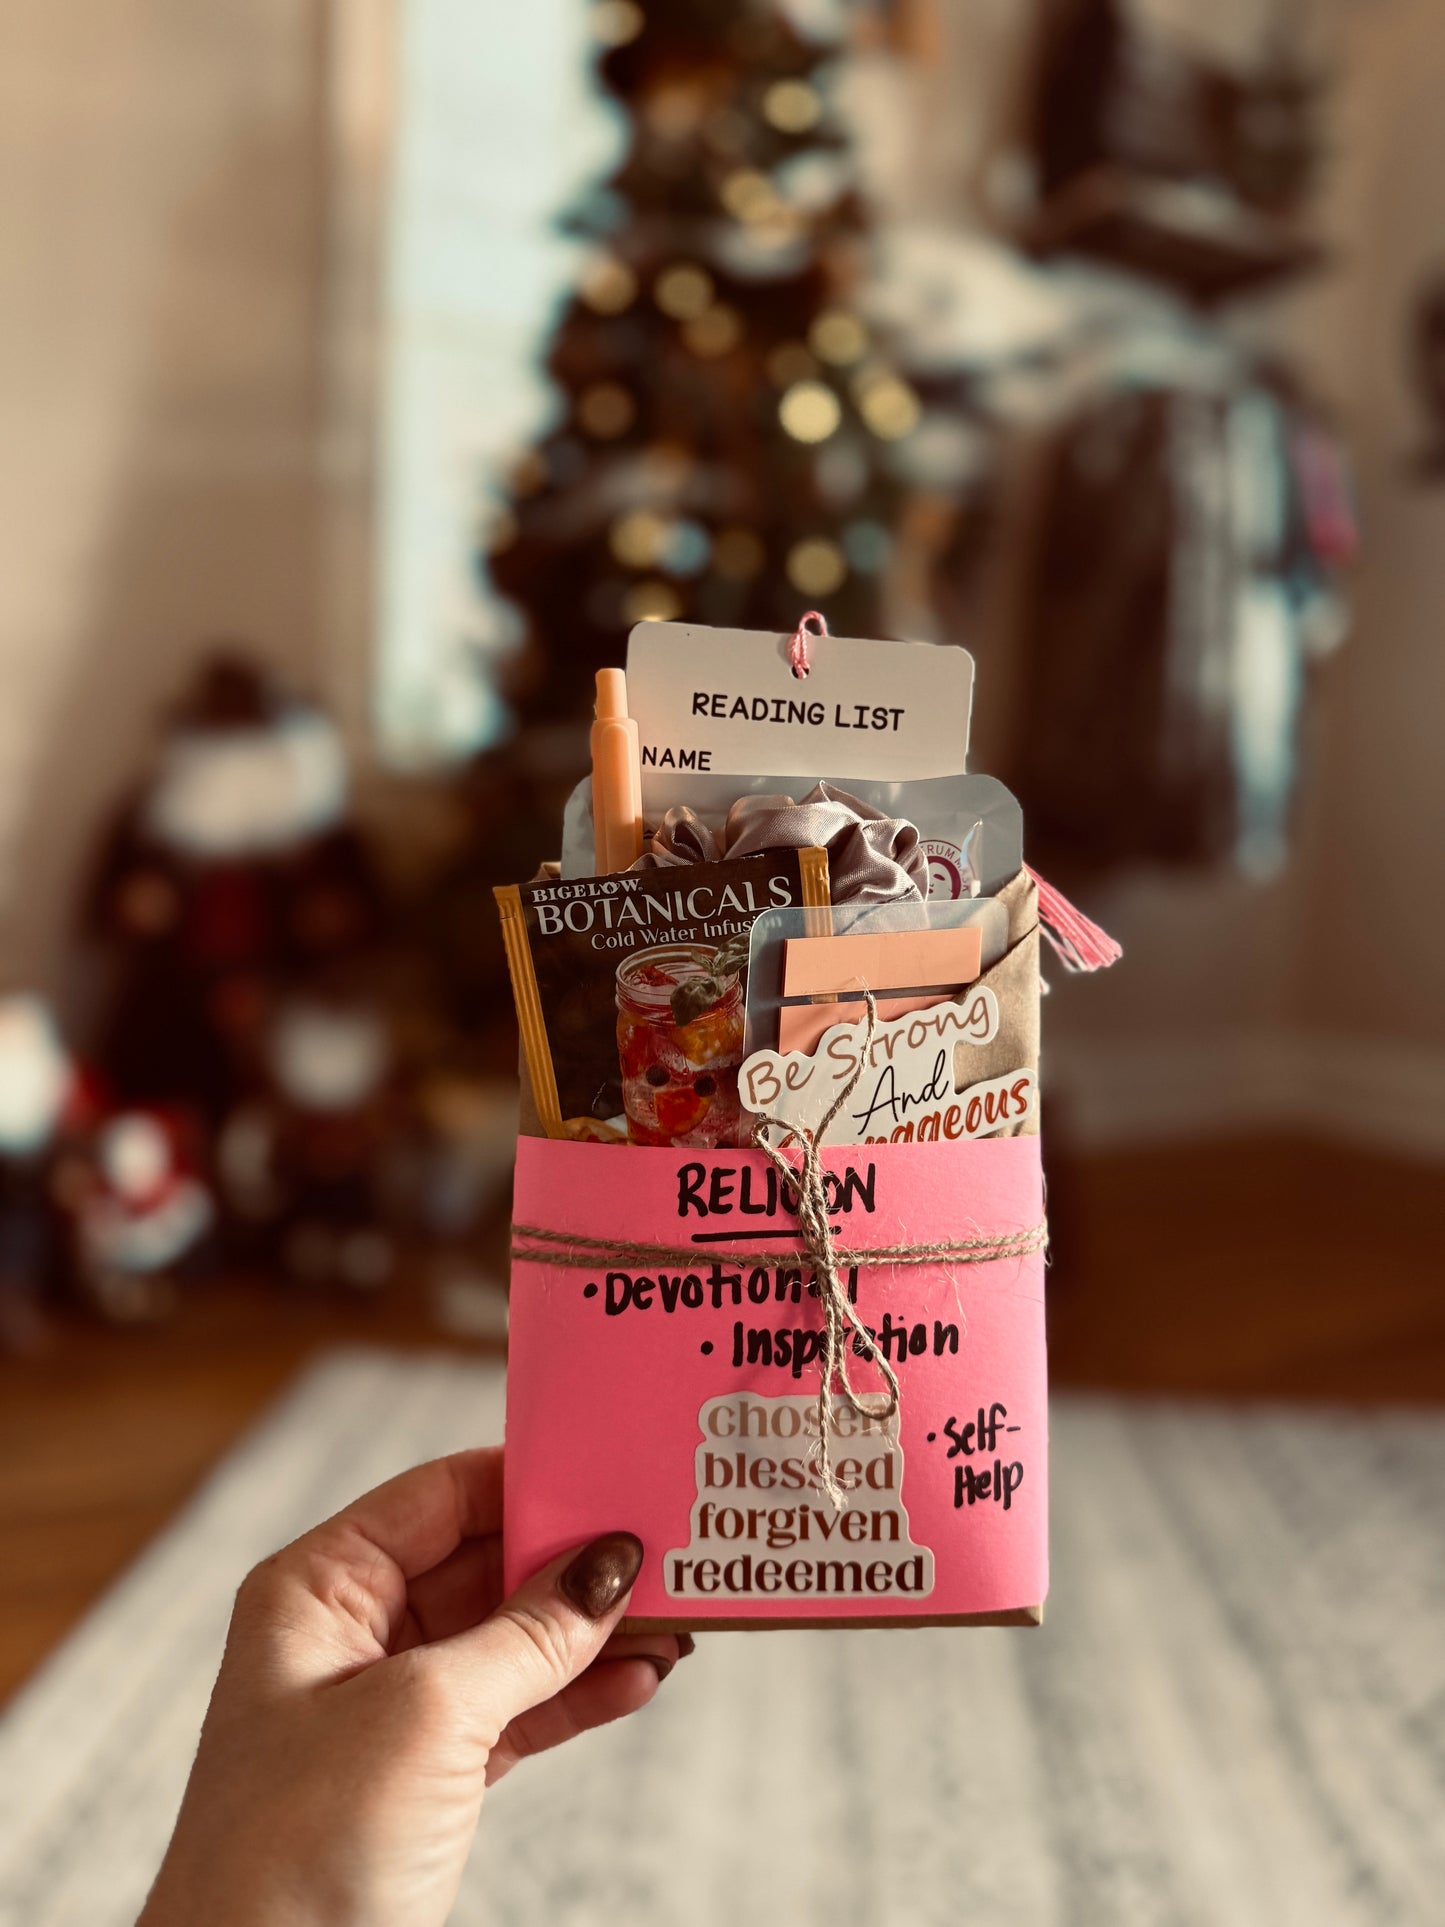 READING LIST
NAME
BIGELOW
BOTANICALS
Cold Water
Be Strong
And
RELIGION
• Devotional
• Inspiration
• Self-
Help
chosen
blessed
forgiven
redeemed